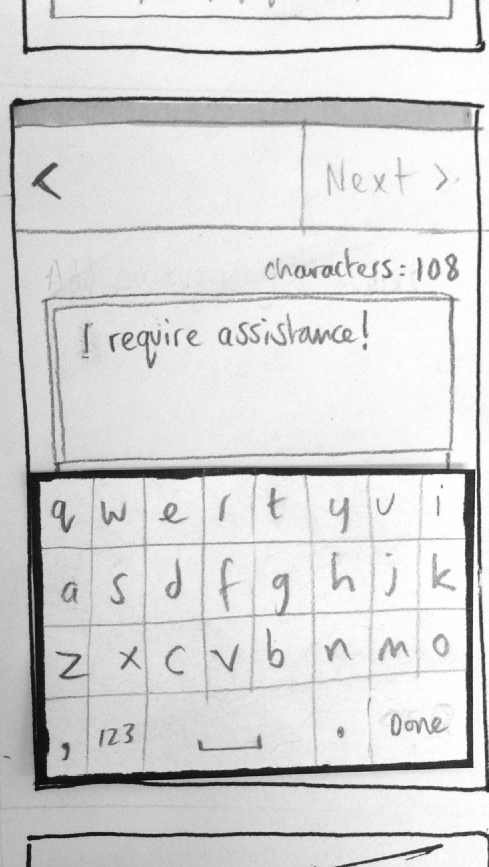 < Next >
characters: 108
I require assistance!
q w e r t y u i
a s d f g h j k
z x c v b n m o
, 123 . Done